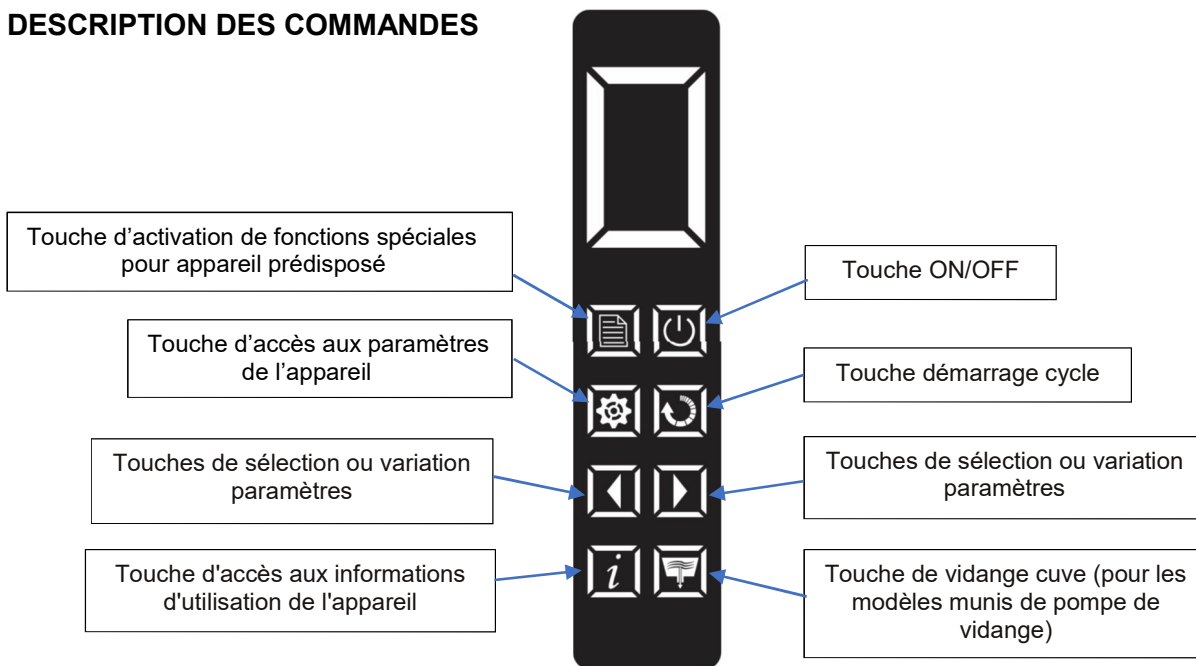 DESCRIPTION DES COMMANDES
Touche d’activation de fonctions spéciales
pour appareil prédisposé
Touche ON/OFF
Touche d’accès aux paramètres
de l’appareil
Touche démarrage cycle
Touches de sélection ou variation
paramètres
Touches de sélection ou variation
paramètres
Touche d'accès aux informations
d'utilisation de l'appareil
Touche de vidange cuve (pour les
modèles munis de pompe de
vidange)
i